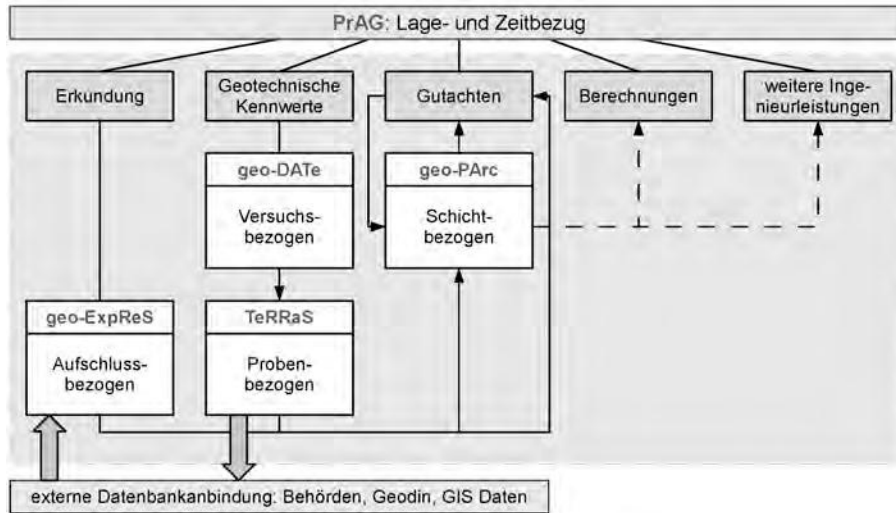 PrAG: Lage- und Zeitbezug
Erkundung
Geotechnische
Kennwerte
Gutachten
Berechnungen
weitere Inge-
nieurleistungen
geo-DATe
Versuchs-
bezogen
geo-PArc
Schicht-
bezogen
geo-ExpReS
Aufschluss-
bezogen
TeRRaS
Proben-
bezogen
externe Datenbankanbindung: Behörden, Geodin, GIS Daten